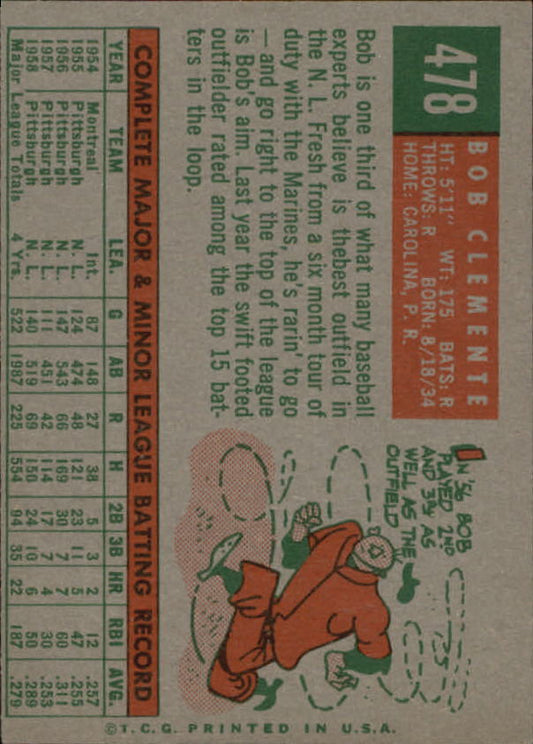 478
BOB CLEMENTE
HT: 5'11" WT: 175 BATS: R
THROWS: R BORN: 8/18/34
HOME: CAROLINA, P. R.
Bob is one third of what many baseball
experts believe is thebest outfield in
the N. L. Fresh from a six month tour of
duty with the Marines, he's rarin' to go
—and go right to the top of the league
is Bob's aim. Last year the swift footed
outfielder rated among the top 15 bat-
ters in the loop.
IN '56 BOB
PLAYED 2ND
AND 3RD AS
WELL AS THE
OUTFIELD
COMPLETE MAJOR & MINOR LEAGUE BATTING RECORD
YEAR TEAM LEA. G AB R H 2B 3B HR RBI AVG.
1954 Montreal Int. 87 148 27 38 5 3 2 12 .257
1955 Pittsburgh N. L. 124 474 48 121 23 11 5 47 .255
1956 Pittsburgh N. L. 147 543 66 169 30 7 7 60 .311
1957 Pittsburgh N. L. 111 451 42 114 17 7 4 30 .253
1958 Pittsburgh N. L. 140 519 69 150 24 10 6 50 .289
Major League Totals 4 Yrs. 522 1987 225 554 94 35 22 187 .279
©T. C. G. PRINTED IN U.S.A.